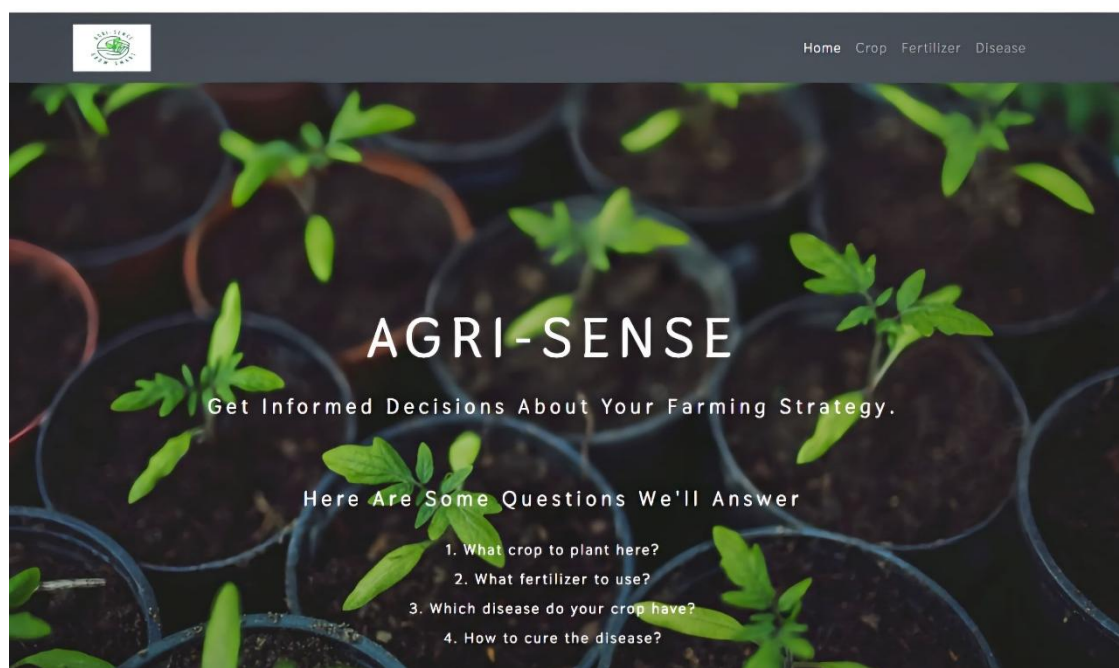 AGRI-SENSE
Home Crop Fertilizer Disease
AGRI-SENSE
Get Informed Decisions About Your Farming Strategy.
Here Are Some Questions We'll Answer
1. What crop to plant here?
2. What fertilizer to use?
3. Which disease do your crop have?
4. How to cure the disease?